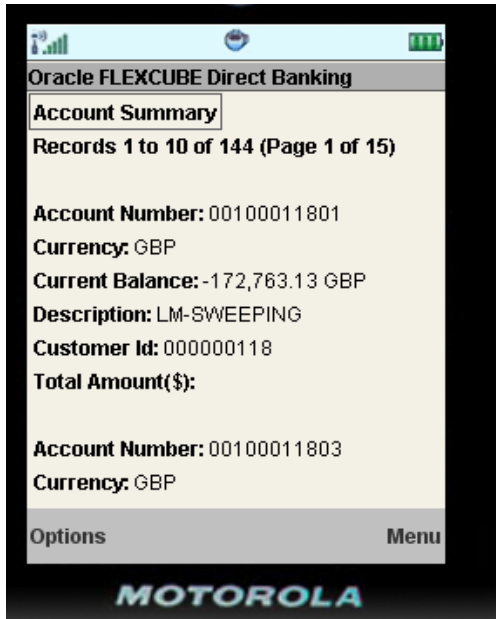 Oracle FLEXCUBE Direct Banking
Account Summary
Records 1 to 10 of 144 (Page 1 of 15)
Account Number: 00100011801
Currency: GBP
Current Balance: -172,763.13 GBP
Description: LM-SWEEPING
Customer Id: 000000118
Total Amount($):
Account Number: 00100011803
Currency: GBP
Options Menu
MOTOROLA